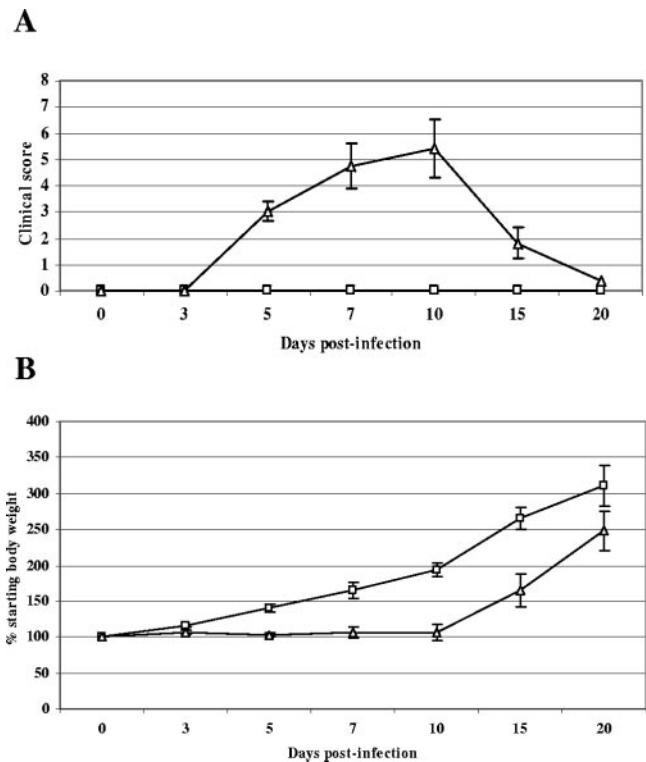 A
8
7
6
5
4
3
2
1
0
Clinical score
0 3 5 7 10 15 20
Days post-infection
B
400
350
300
250
200
150
100
50
0
% starting body weight
0 3 5 7 10 15 20
Days post-infection